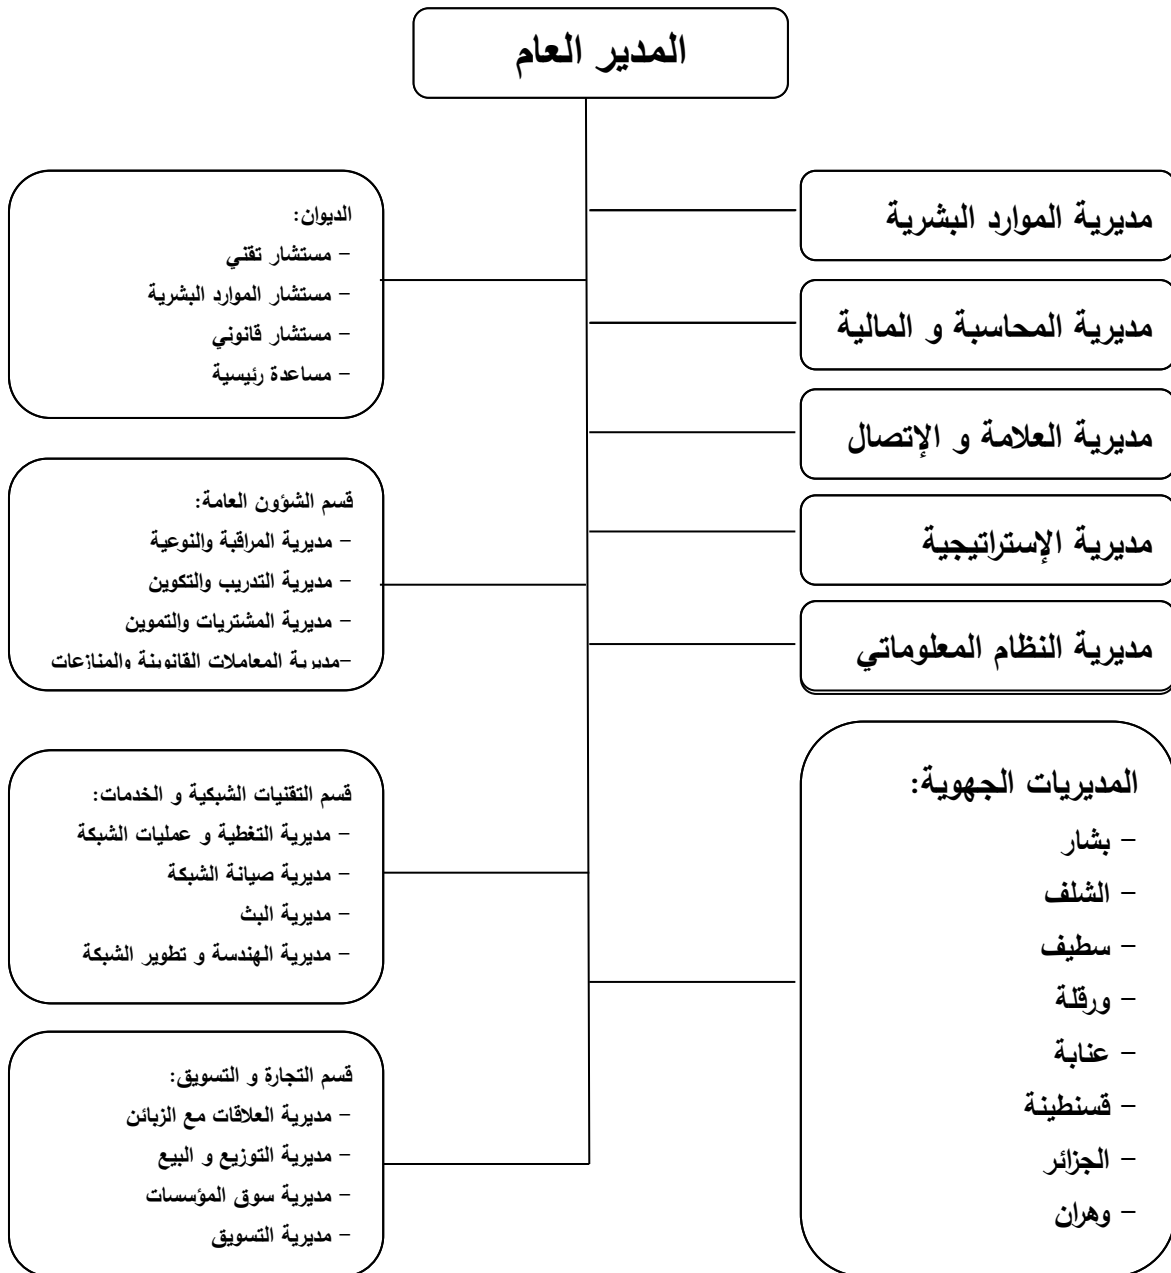 المدير العام
مديرية الموارد البشرية
مديرية المحاسبة و المالية
مديرية العلامة و الإتصال
مديرية الإستراتيجية
مديرية النظام المعلوماتي
المديريات الجهوية:
– بشار
– الشلف
– سطيف
– ورقلة
– عنابة
– قسنطينة
– الجزائر
– وهران
الديوان:
– مستشار تقني
– مستشار الموارد البشرية
– مستشار قانوني
– مساعدة رئيسية
قسم الشؤون العامة:
– مديرية المراقبة والنوعية
– مديرية التدريب والتكوين
– مديرية المشتريات والتموين
–مديرية المعاملات القانونية والمنازعات
قسم التقنيات الشبكية و الخدمات:
– مديرية التغطية و عمليات الشبكة
– مديرية صيانة الشبكة
– مديرية البث
– مديرية الهندسة و تطوير الشبكة
قسم التجارة و التسويق:
– مديرية العلاقات مع الزبائن
– مديرية التوزيع و البيع
– مديرية سوق المؤسسات
– مديرية التسويق